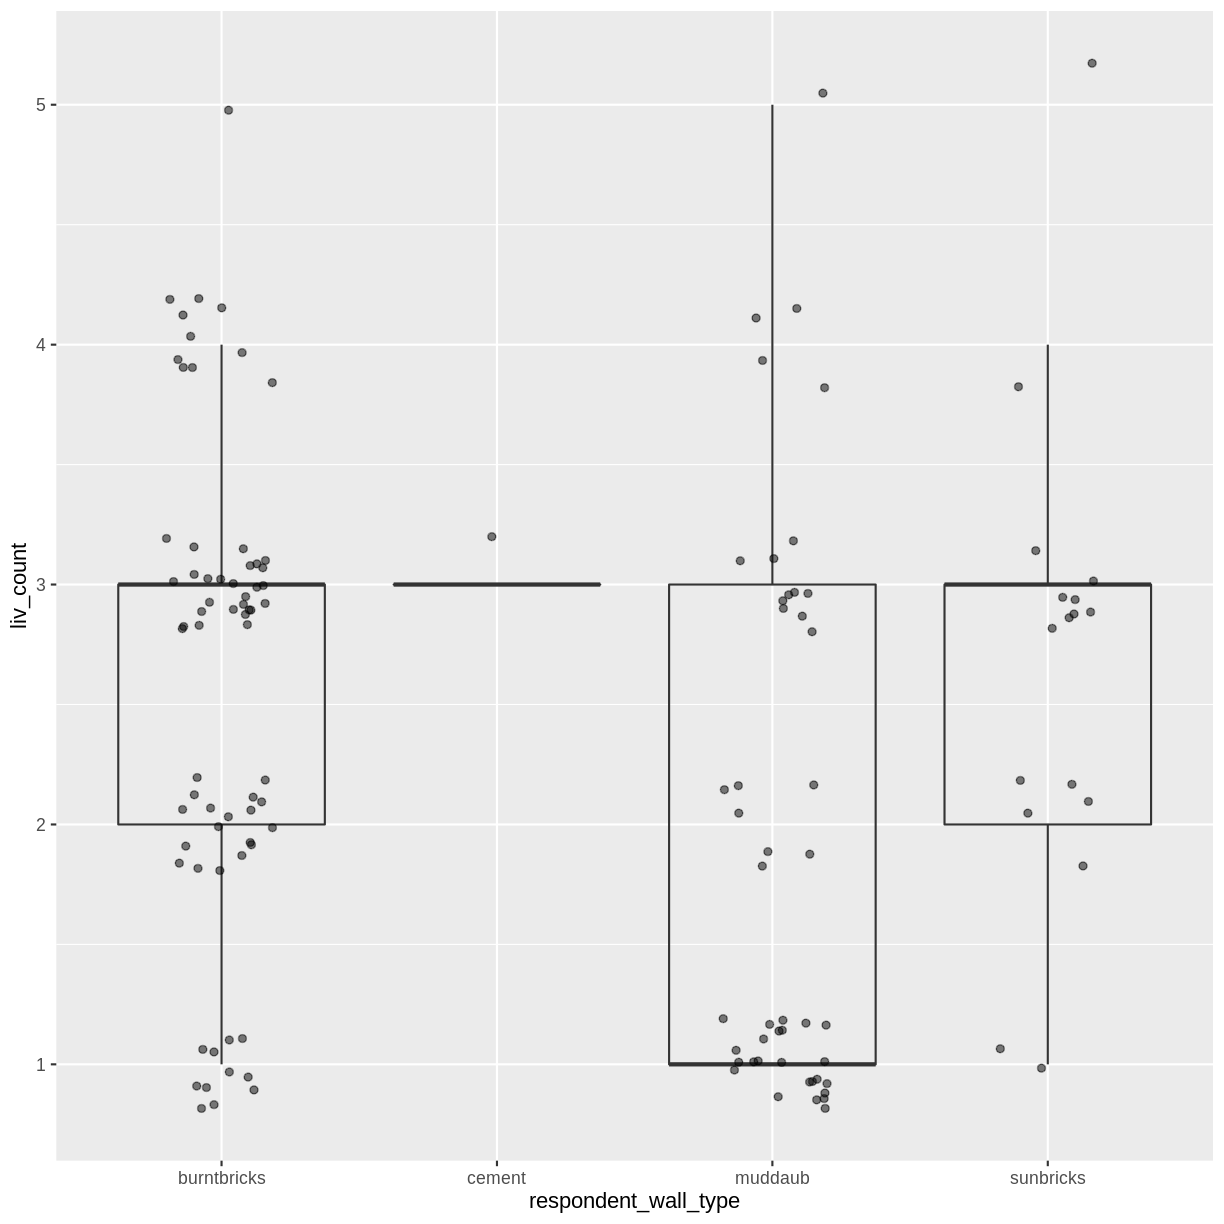 liv_count
5
4
3
2
1
burntbricks
cement
muddaub
sunbricks
respondent_wall_type